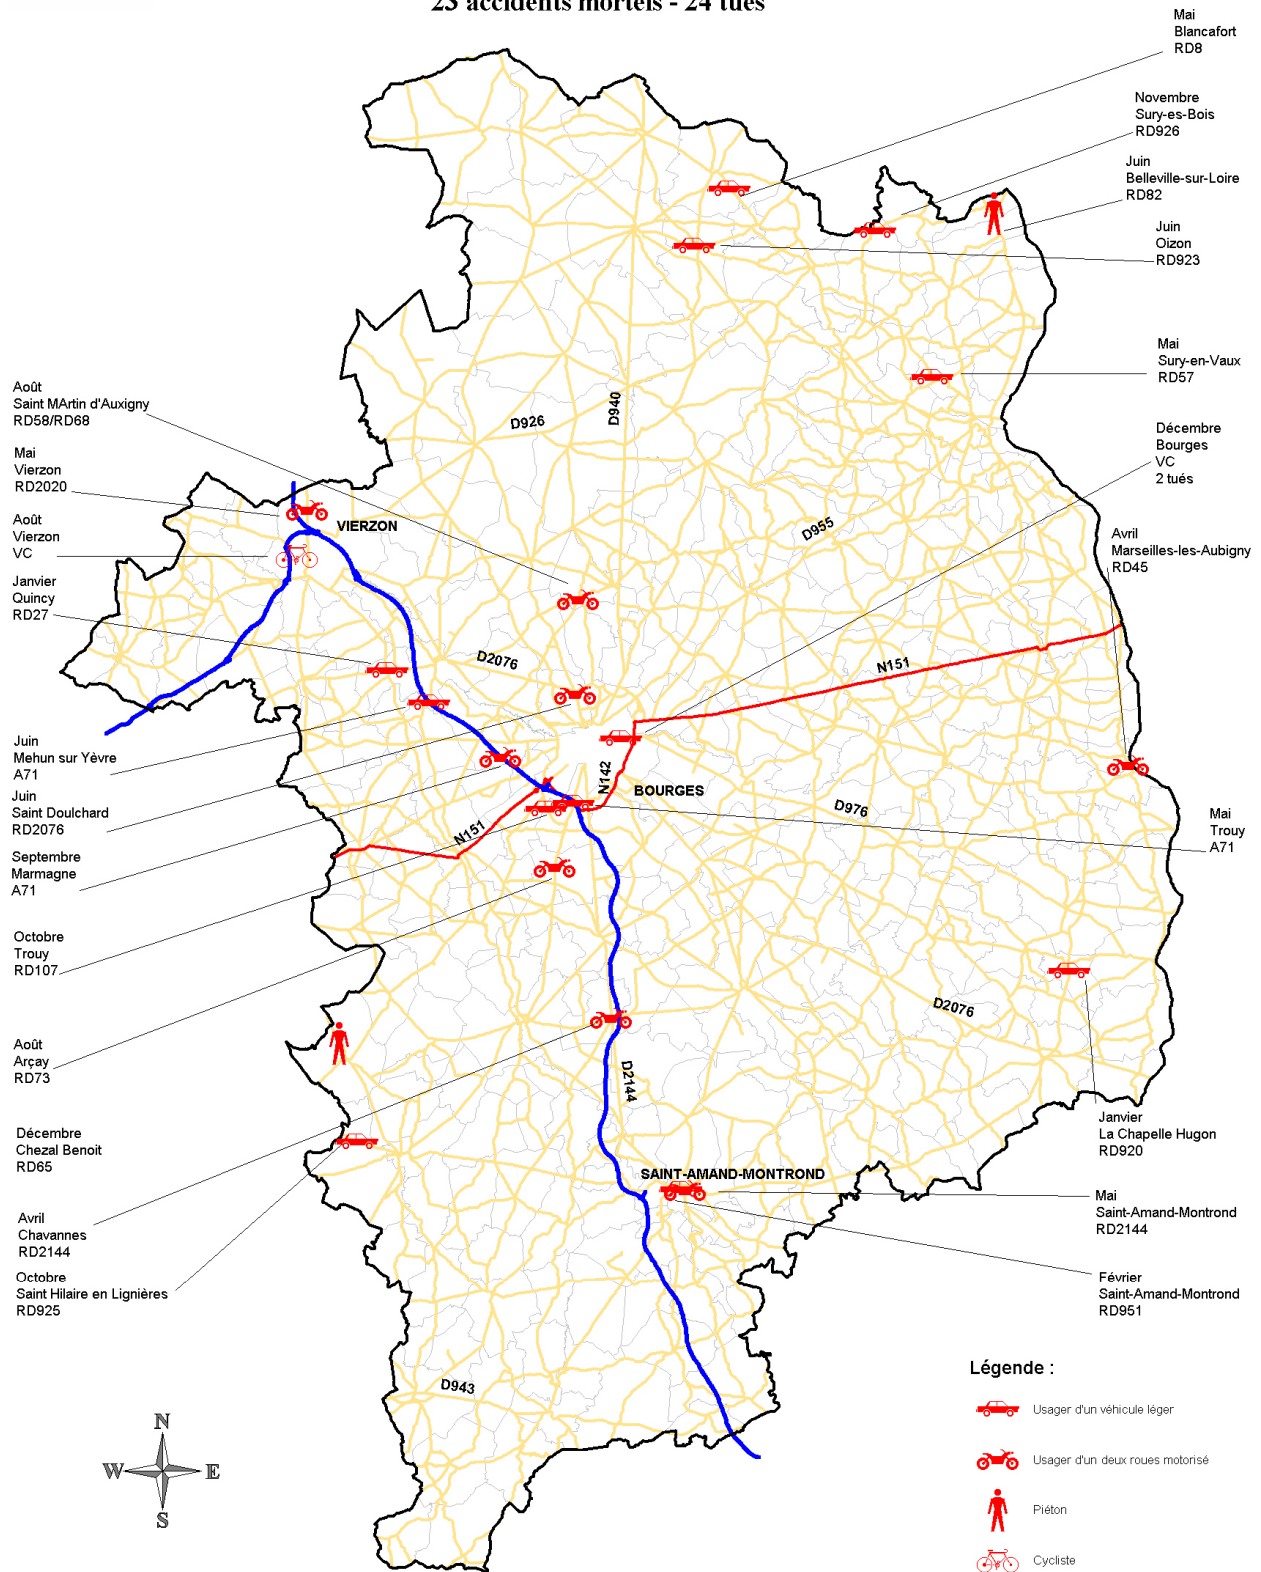 23 accidents mortels - 24 tués
Mai
Blancafort
RD8
Novembre
Sury-es-Bois
RD926
Juin
Belleville-sur-Loire
RD82
Juin
Oizon
RD923
Mai
Sury-en-Vaux
RD57
Décembre
Bourges
VC
2 tués
Avril
Marseilles-les-Aubigny
RD45
Août
Saint MArtin d'Auxigny
RD58/RD68
Mai
Vierzon
RD2020
Août
Vierzon
VC
Janvier
Quincy
RD27
Juin
Mehun sur Yèvre
A71
Juin
Saint Doulchard
RD2076
Septembre
Marmagne
A71
Octobre
Trouy
RD107
Août
Arçay
RD73
Décembre
Chezal Benoit
RD65
Avril
Chavannes
RD2144
Octobre
Saint Hilaire en Lignières
RD925
D926
D940
VIERZON
D955
D2076
N151
N142
BOURGES
N151
D976
Mai
Trouy
A71
D2076
D2144
Janvier
La Chapelle Hugon
RD920
SAINT-AMAND-MONTROND
Mai
Saint-Amand-Montrond
RD2144
Février
Saint-Amand-Montrond
RD951
D943
N
W
E
S
Légende :
Usager d'un véhicule léger
Usager d'un deux roues motorisé
Piéton
Cycliste